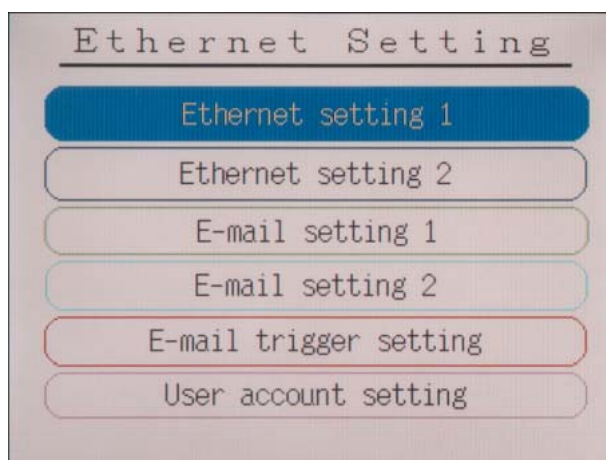 Ethernet Setting
Ethernet setting 1
Ethernet setting 2
E-mail setting 1
E-mail setting 2
E-mail trigger setting
User account setting